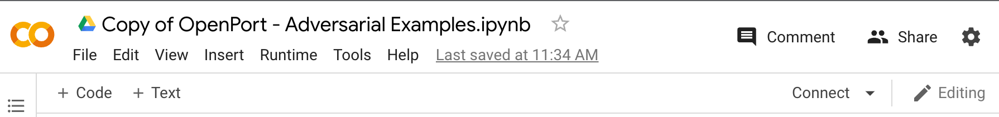 Copy of OpenPort - Adversarial Examples.ipynb
File Edit View Insert Runtime Tools Help Last saved at 11:34 AM
Comment Share
+ Code + Text
Connect Editing